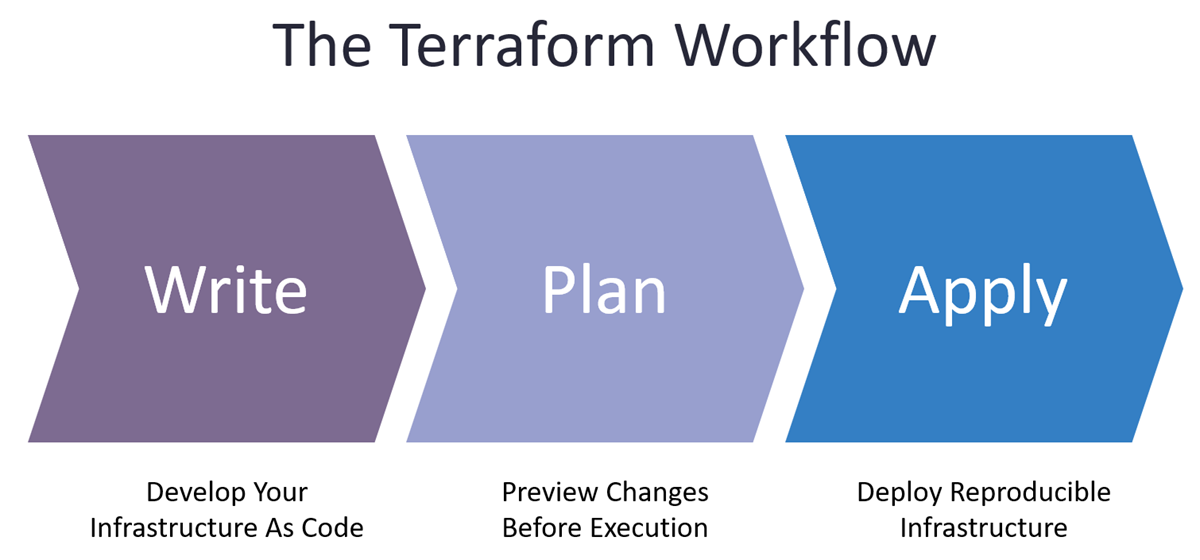 The Terraform Workflow
Write
Plan
Apply
Develop Your
Infrastructure As Code
Preview Changes
Before Execution
Deploy Reproducible
Infrastructure